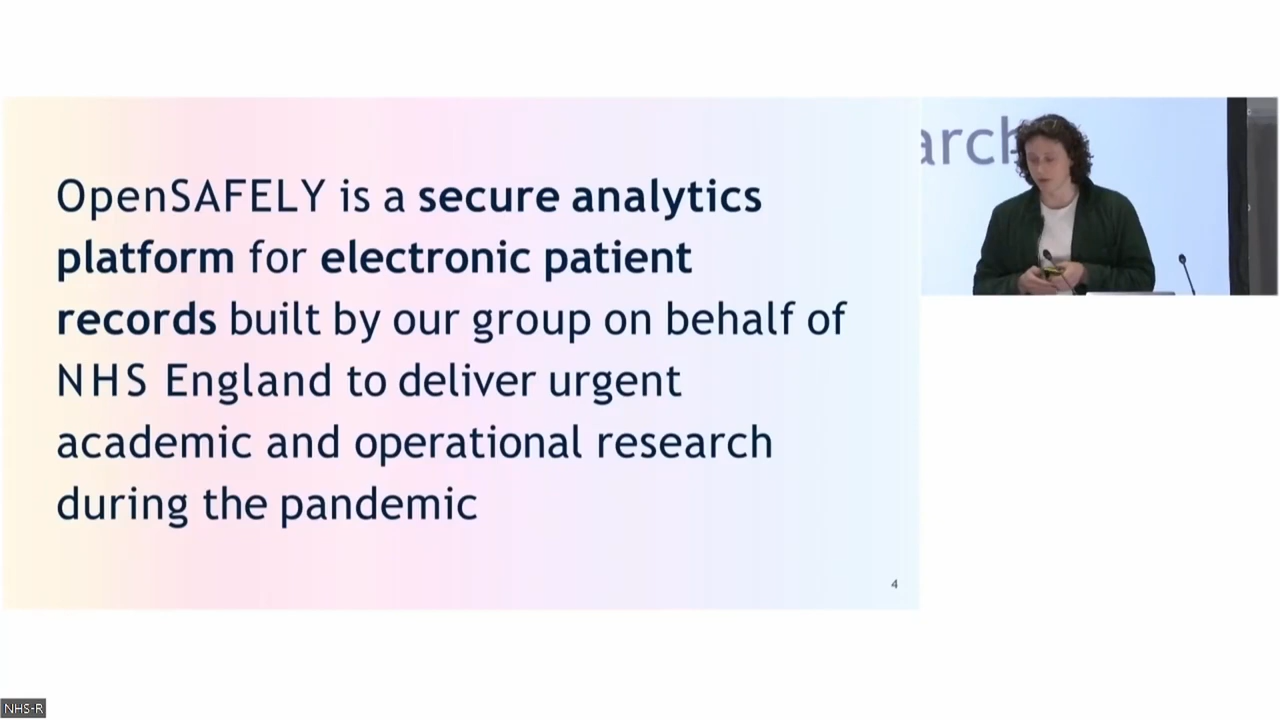 OpenSAFELY is a secure analytics
platform for electronic patient
records built by our group on behalf of
NHS England to deliver urgent
academic and operational research
during the pandemic
4
arch
NHS-R